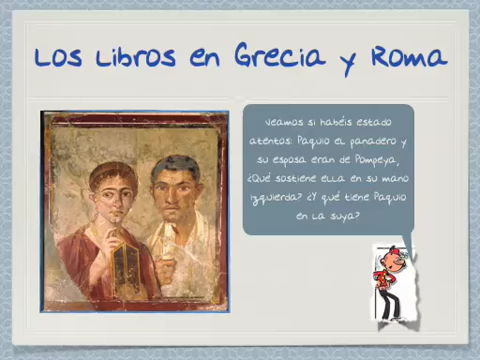 Los Libros en Grecia y Roma
Veamos si habéis estado
atentos: Paquio el panadero y
su esposa eran de Pompeya,
¿Qué sostiene ella en su mano
izquierda? ¿Y qué tiene Paquio
en la suya?